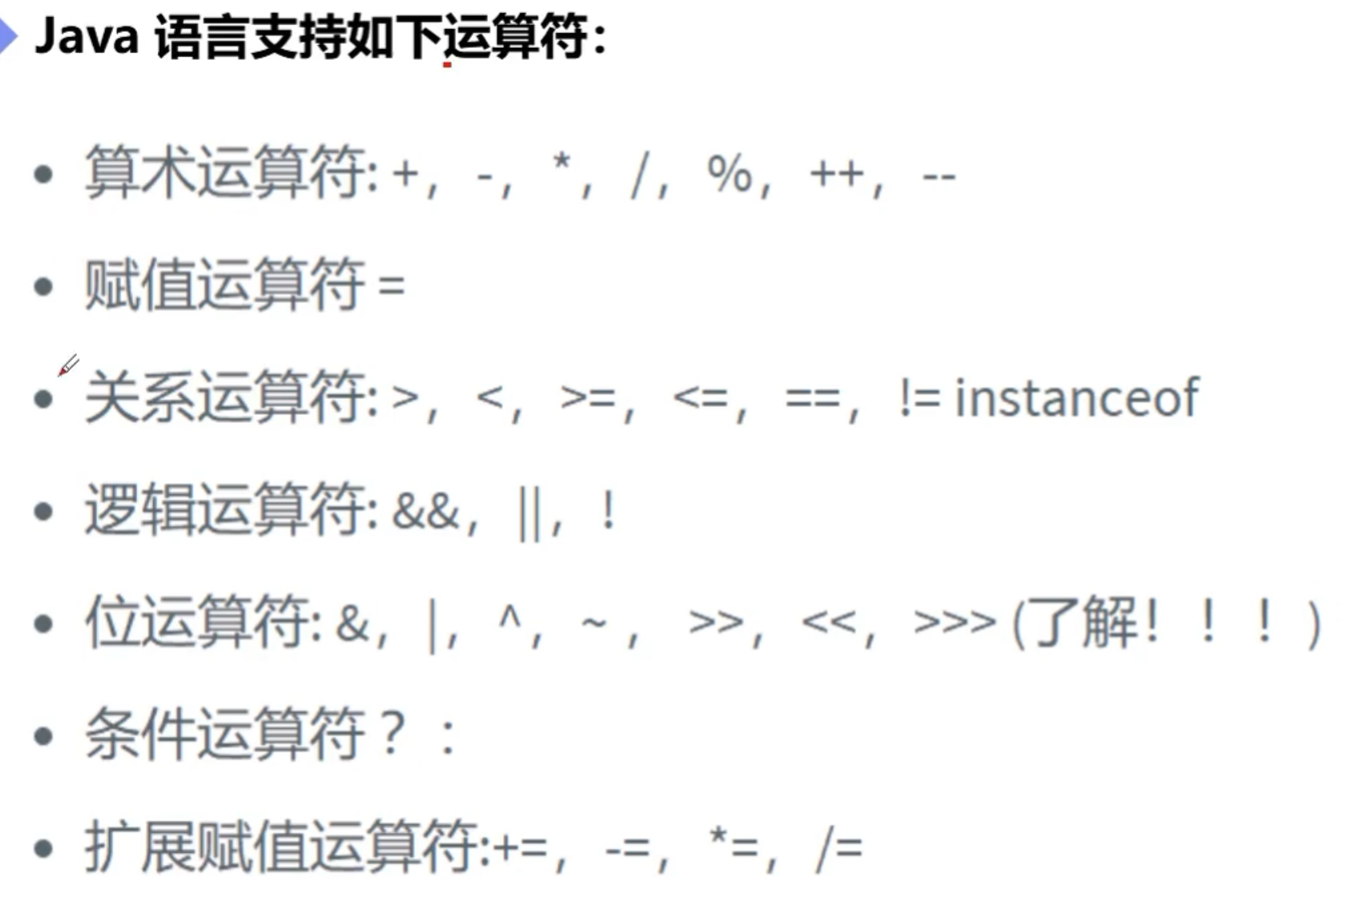 Java 语言支持如下运算符：
算术运算符: +， -， *， /， %， ++， --
赋值运算符 =
关系运算符: >， <， >=， <=， ==， != instanceof
逻辑运算符: &&， ||， !
位运算符: &， |， ^， ~ ， >>， <<， >>> (了解！！！)
条件运算符 ？：
扩展赋值运算符:+=， -=， *=， /=